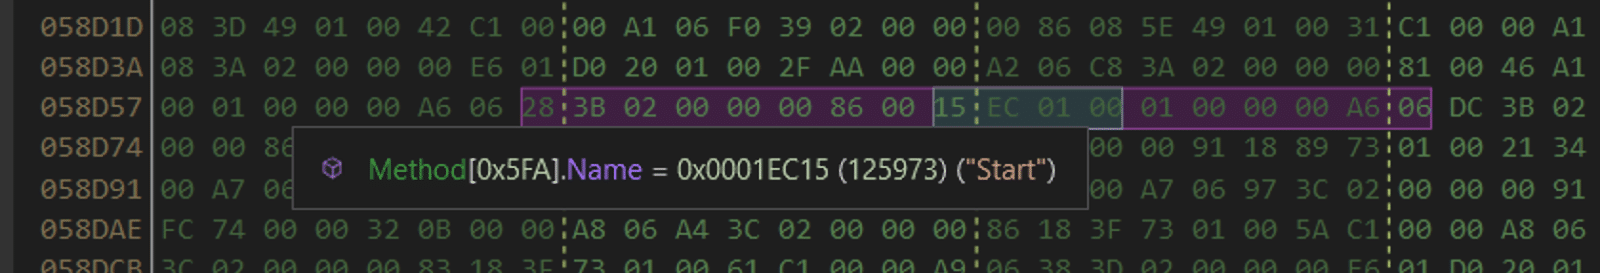 058D1D 08 3D 49 01 00 42 C1 00 00 A1 06 F0 39 02 00 00 00 00 86 08 5E 49 01 00 31 C1 00 00 A1
058D3A 08 3A 02 00 00 00 E6 01 D0 20 01 00 2F AA 00 00 A2 06 C8 3A 02 00 00 00 81 00 46 A1
058D57 00 01 00 00 00 A6 06 28 3B 02 00 00 00 86 00 15 EC 01 00 01 00 00 00 A6 06 DC 3B 02
058D74 00 00 86 00 00 91 18 89 73 01 00 21 34
Method[0x5FA].Name = 0x0001EC15 (125973) ("Start")
058D91 00 A7 06 00 A7 06 97 3C 02 00 00 00 91
058DAE FC 74 00 00 32 0B 00 00 A8 06 A4 3C 02 00 00 00 00 86 18 3F 73 01 00 5A C1 00 00 A8 06
058DCB 3C 02 00 00 00 83 18 3F 73 01 00 61 C1 00 00 A9 06 38 3D 02 00 00 00 E6 01 D0 20 01